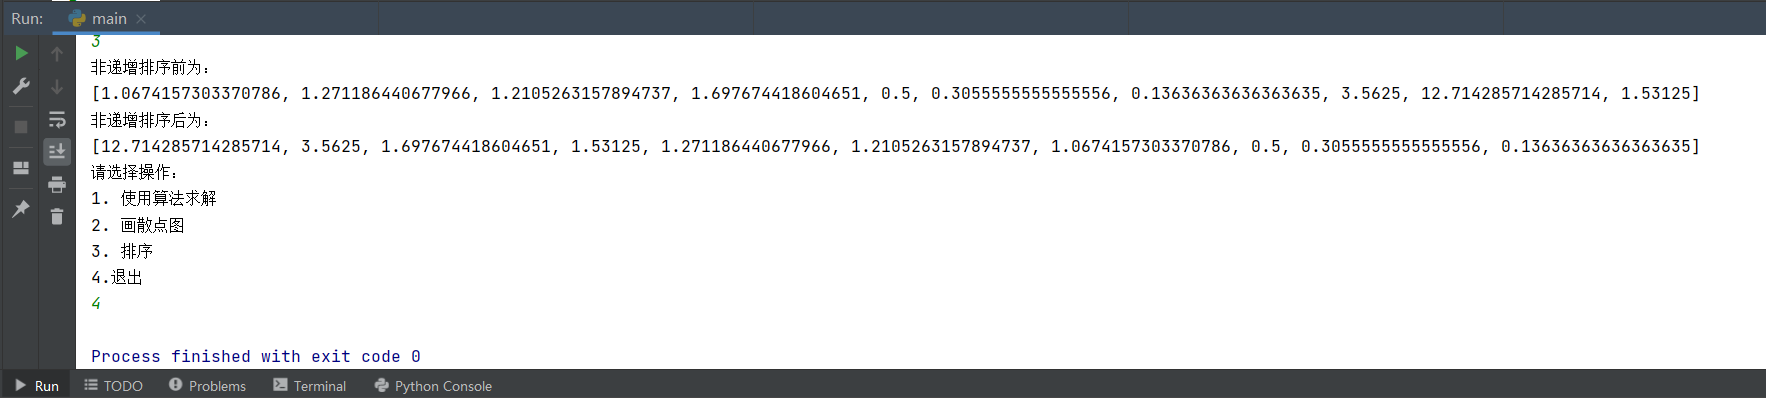 Run: main
3
非递增排序前为:
[1.0674157303370786, 1.271186440677966, 1.2105263157894737, 1.697674418604651, 0.5, 0.3055555555555556, 0.13636363636363635, 3.5625, 12.714285714285714, 1.53125]
非递增排序后为:
[12.714285714285714, 3.5625, 1.697674418604651, 1.53125, 1.271186440677966, 1.2105263157894737, 1.0674157303370786, 0.5, 0.3055555555555556, 0.13636363636363635]
请选择操作:
1. 使用算法求解
2. 画散点图
3. 排序
4.退出
4
Process finished with exit code 0
Run TODO Problems Terminal Python Console